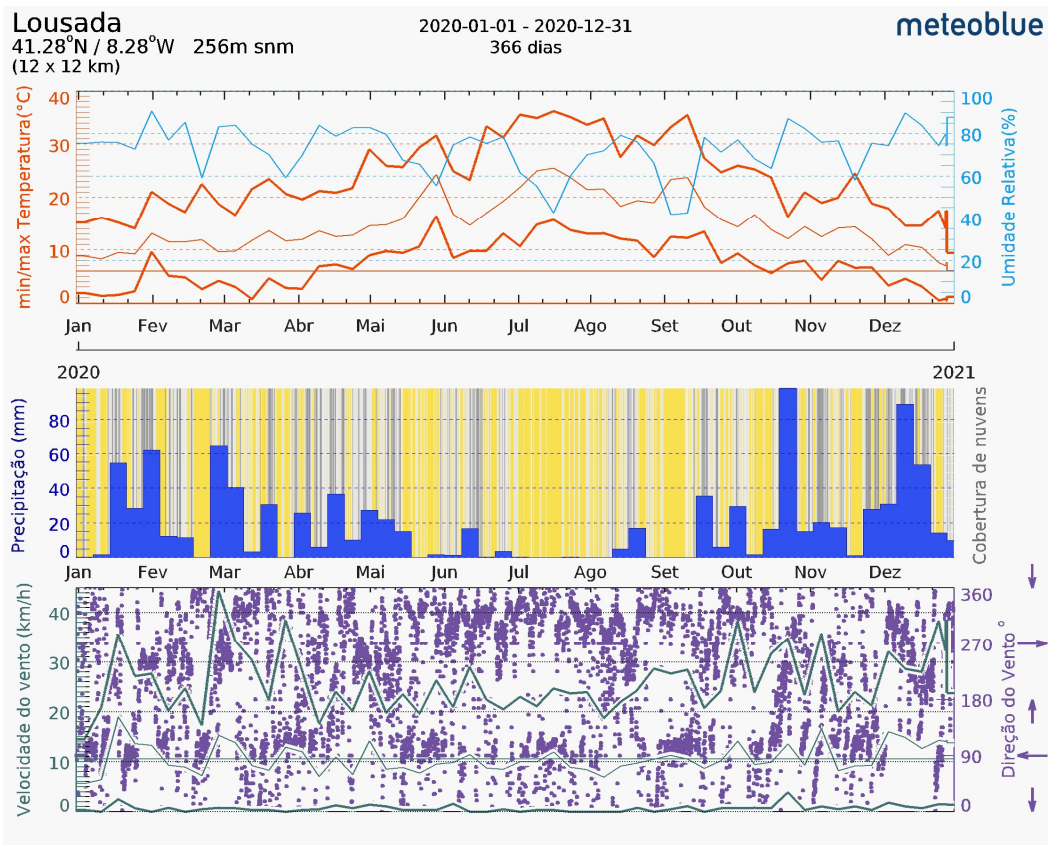 Lousada
41.28°N / 8.28°W 256m snm
(12 x 12 km)
2020-01-01 - 2020-12-31
366 dias
meteoblue
min/max Temperatura(°C)
40
30
20
10
0
100
80
60
40
20
0
Umidade Relativa(%)
Jan Fev Mar Abr Mai Jun Jul Ago Set Out Nov Dez
2020 2021
Precipitação (mm)
80
60
40
20
0
Cobertura de nuvens
Jan Fev Mar Abr Mai Jun Jul Ago Set Out Nov Dez
Velocidade do vento (km/h)
40
30
20
10
0
360
270
180
90
0
Direção do Vento °